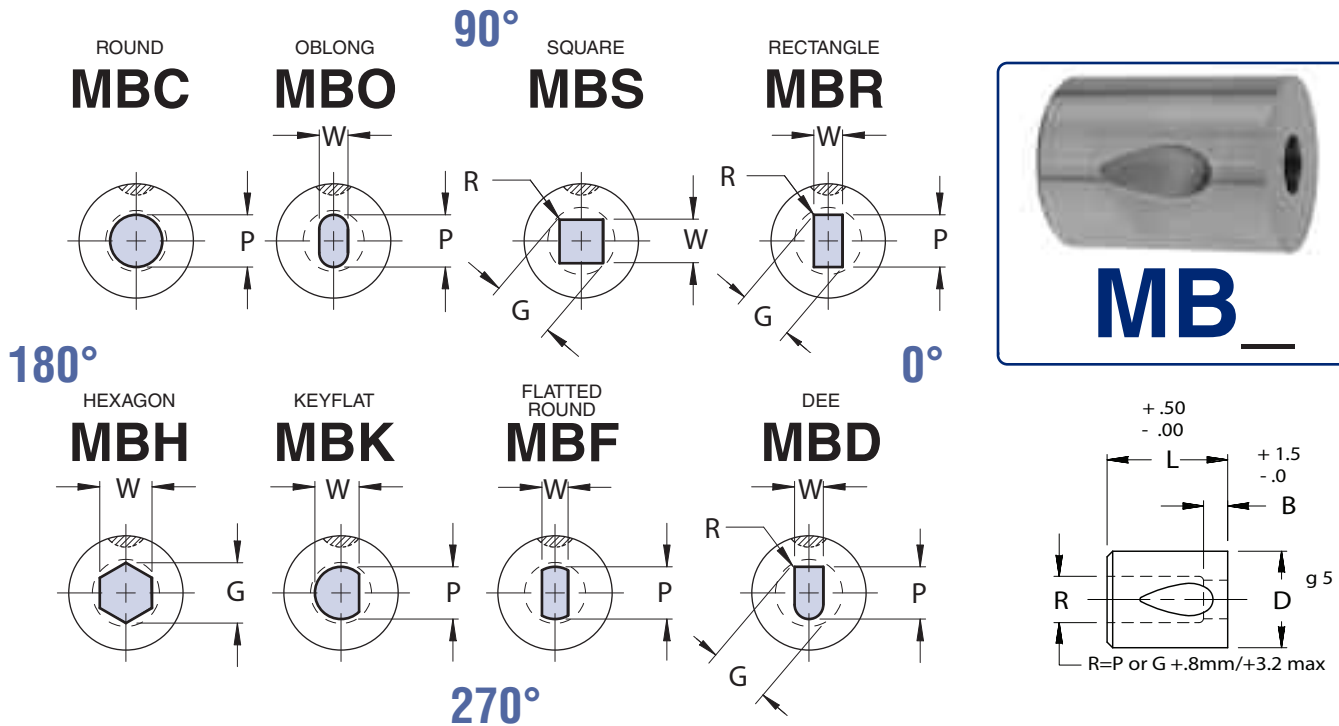 90°
ROUND
MBC
OBLONG
MBO
SQUARE
MBS
RECTANGLE
MBR
W
W
P
P
R
W
G
R
P
G
MB__
180°
0°
HEXAGON
MBH
KEYFLAT
MBK
FLATTED
ROUND
MBF
DEE
MBD
W
W
W
W
G
P
P
R
P
G
270°
+ .50
- .00
L
+ 1.5
- .0
B
R
D
g 5
R=P or G +.8mm/+3.2 max